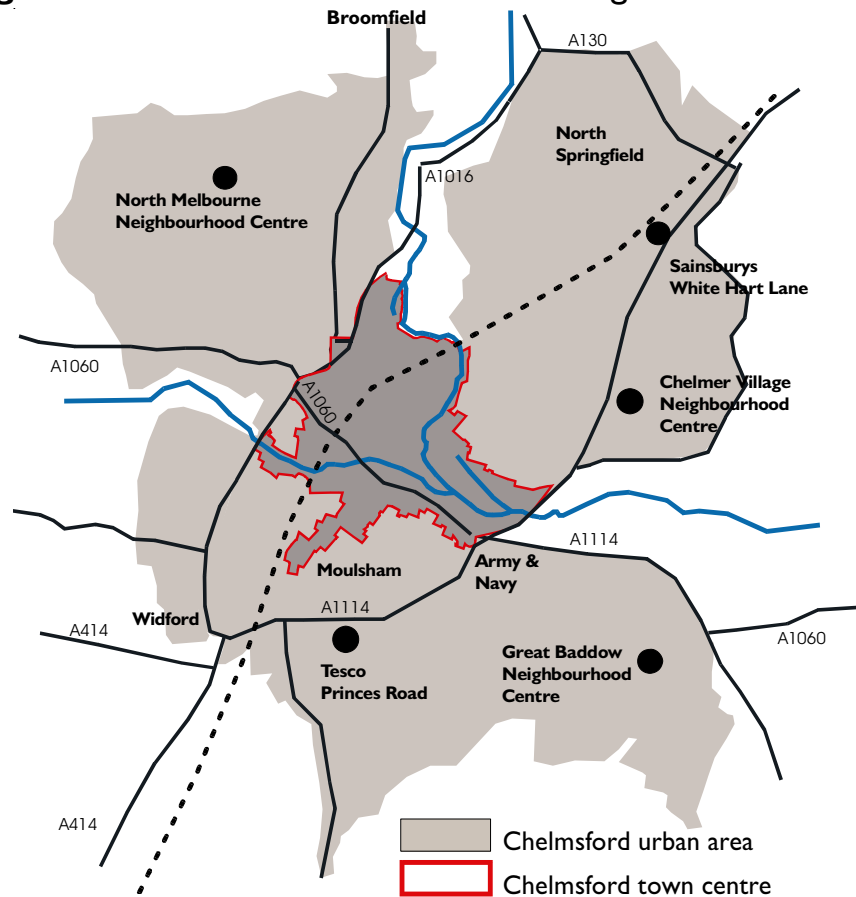 Broomfield
A130
North
Springfield
A1016
North Melbourne
Neighbourhood Centre
Sainsburys
White Hart Lane
A1060
A1060
Chelmer Village
Neighbourhood
Centre
A1114
Army &
Navy
Moulsham
A1114
Widford
A414
A1060
Tesco
Princes Road
Great Baddow
Neighbourhood
Centre
A414
Chelmsford urban area
Chelmsford town centre